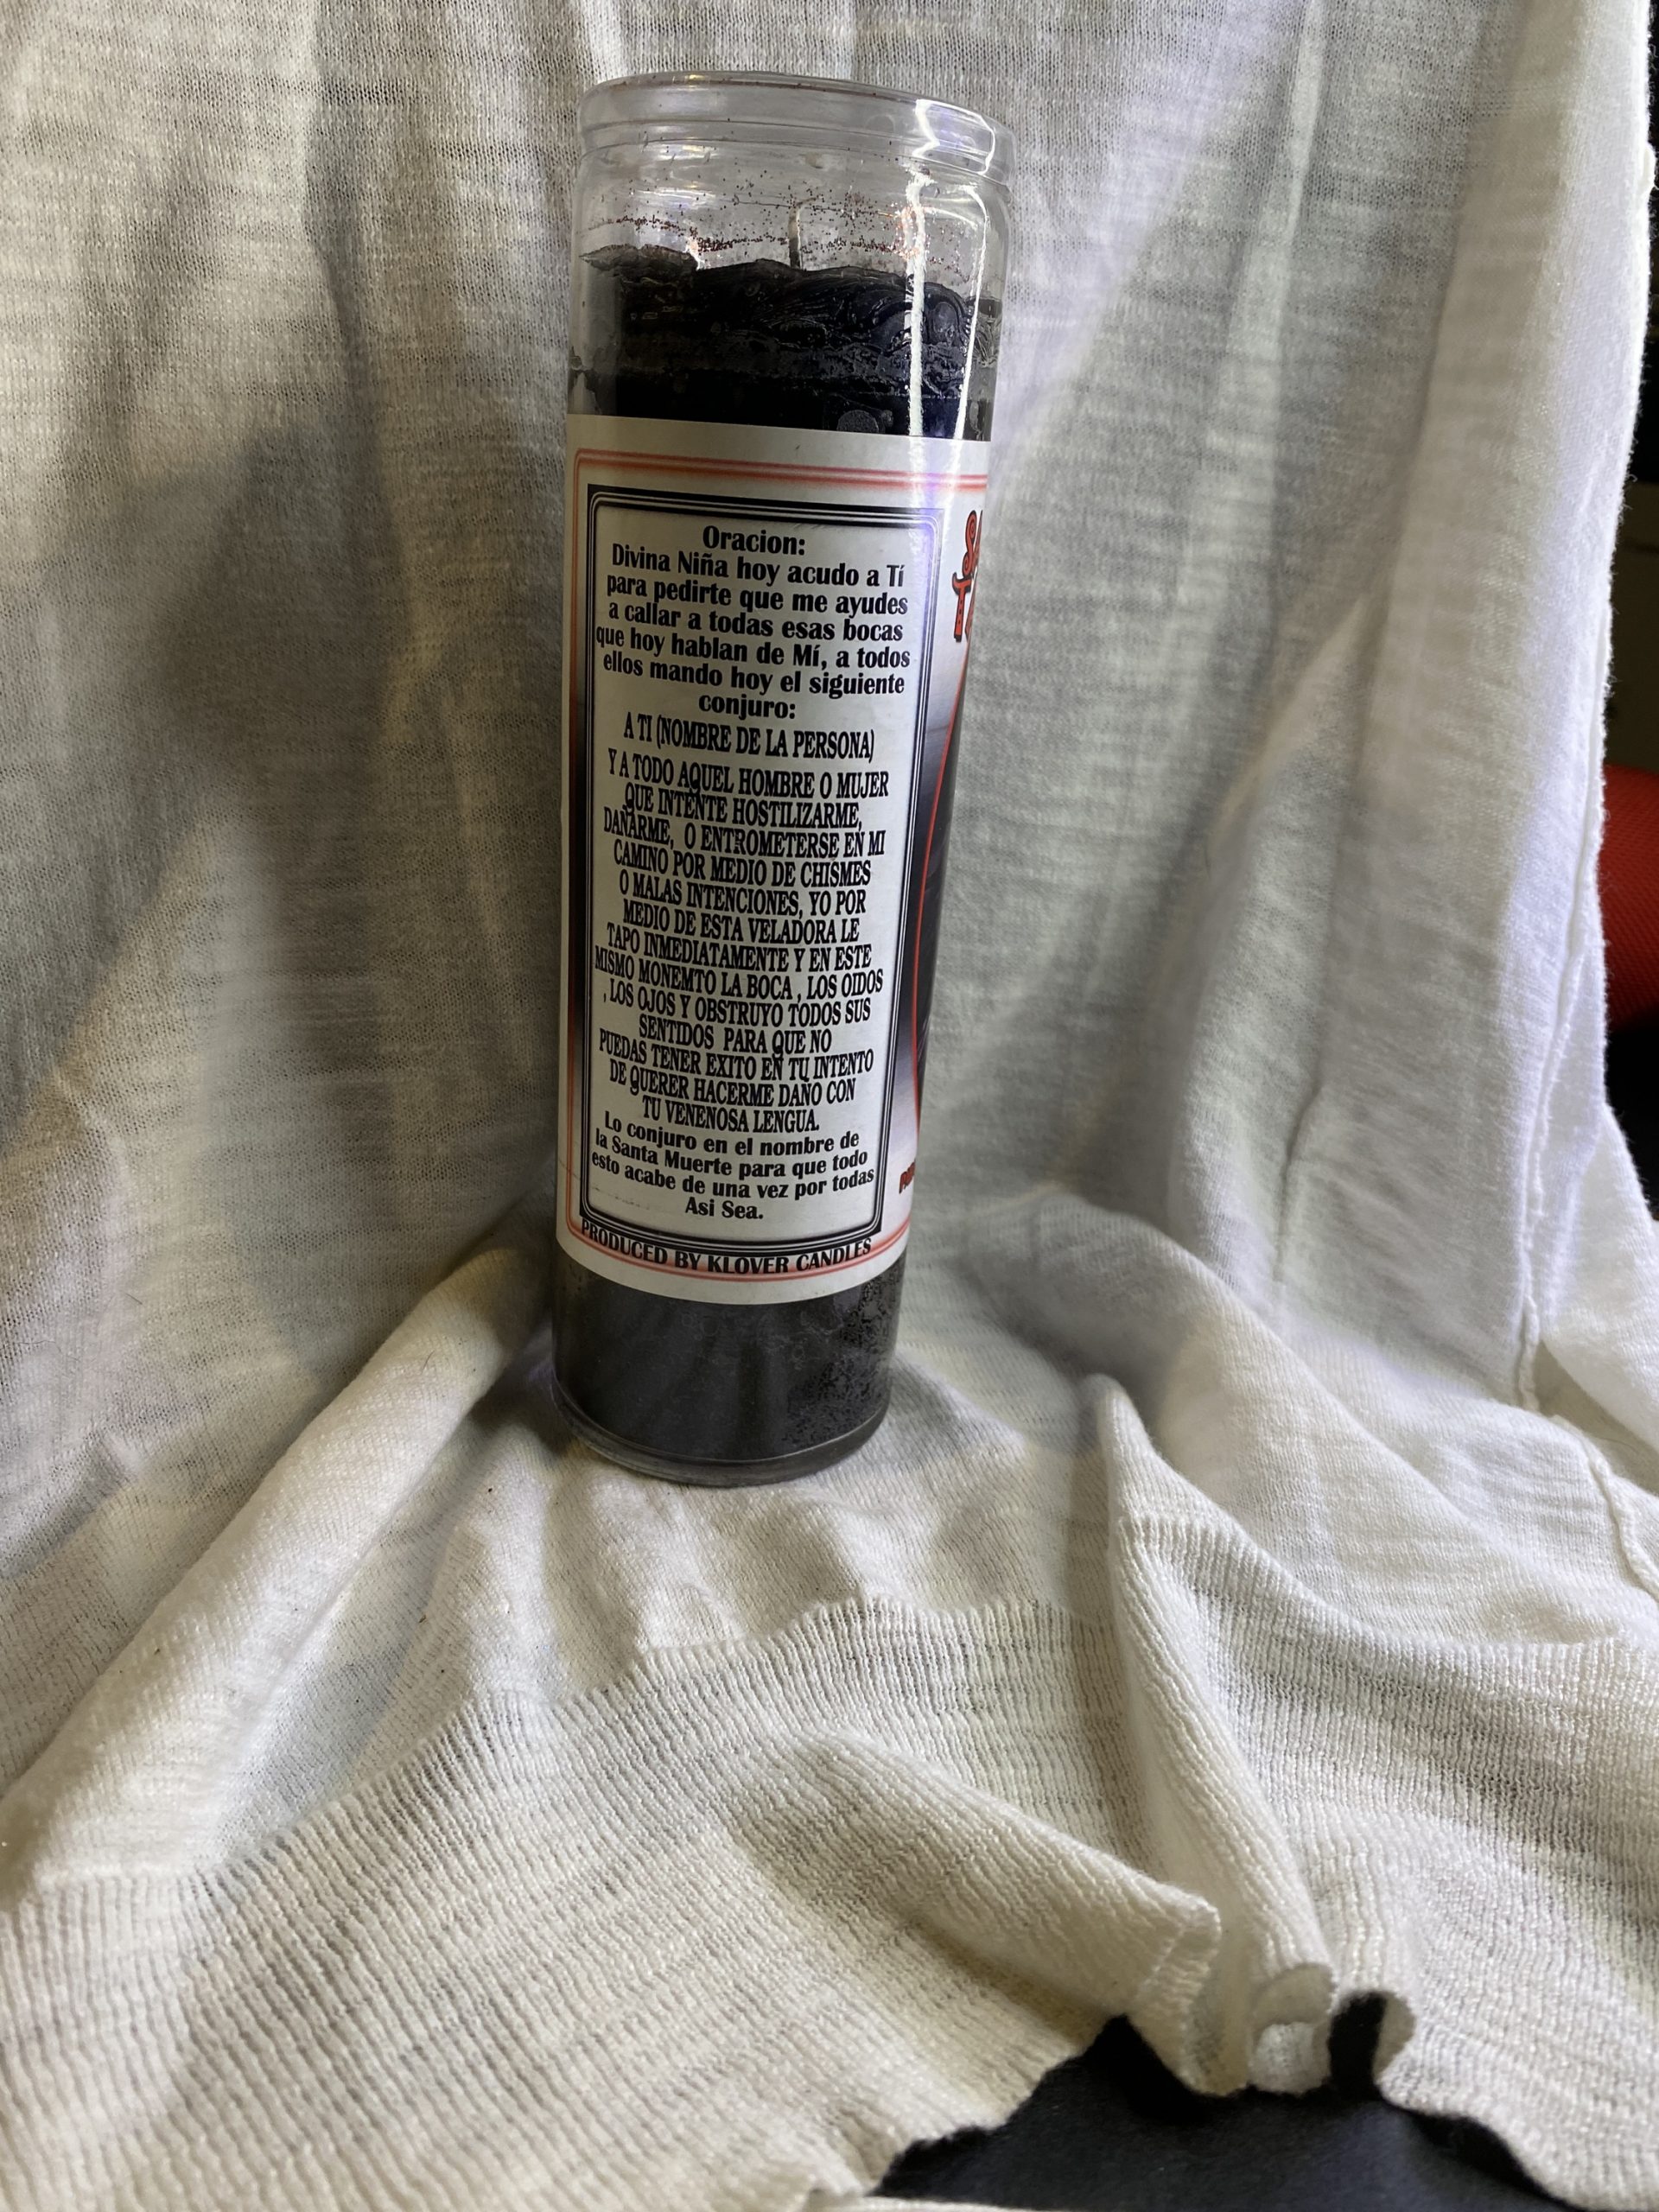 Oracion:
Divina Niña hoy acudo a Tí
para pedirte que me ayudes
a callar a todas esas bocas
que hoy hablan de Mí, a todos
ellos mando hoy el siguiente
conjuro:
A TI (NOMBRE DE LA PERSONA)
Y A TODO AQUEL HOMBRE O MUJER
QUE INTENTE HOSTILIZARME,
DAÑARME, O ENTROMETERSE EN MI
CAMINO POR MEDIO DE CHISMES
O MALAS INTENCIONES, YO POR
MEDIO DE ESTA VELADORA LE
TAPO INMEDIATAMENTE Y EN ESTE
MISMO MONEMTO LA BOCA , LOS OIDOS
, LOS OJOS Y OBSTRUYO TODOS SUS
SENTIDOS PARA QUE NO
PUEDAS TENER EXITO EN TU INTENTO
DE QUERER HACERME DAÑO CON
TU VENENOSA LENGUA.
Lo conjuro en el nombre de
la Santa Muerte para que todo
esto acabe de una vez por todas
Asi Sea.
PRODUCED BY KLOVER CANDLES